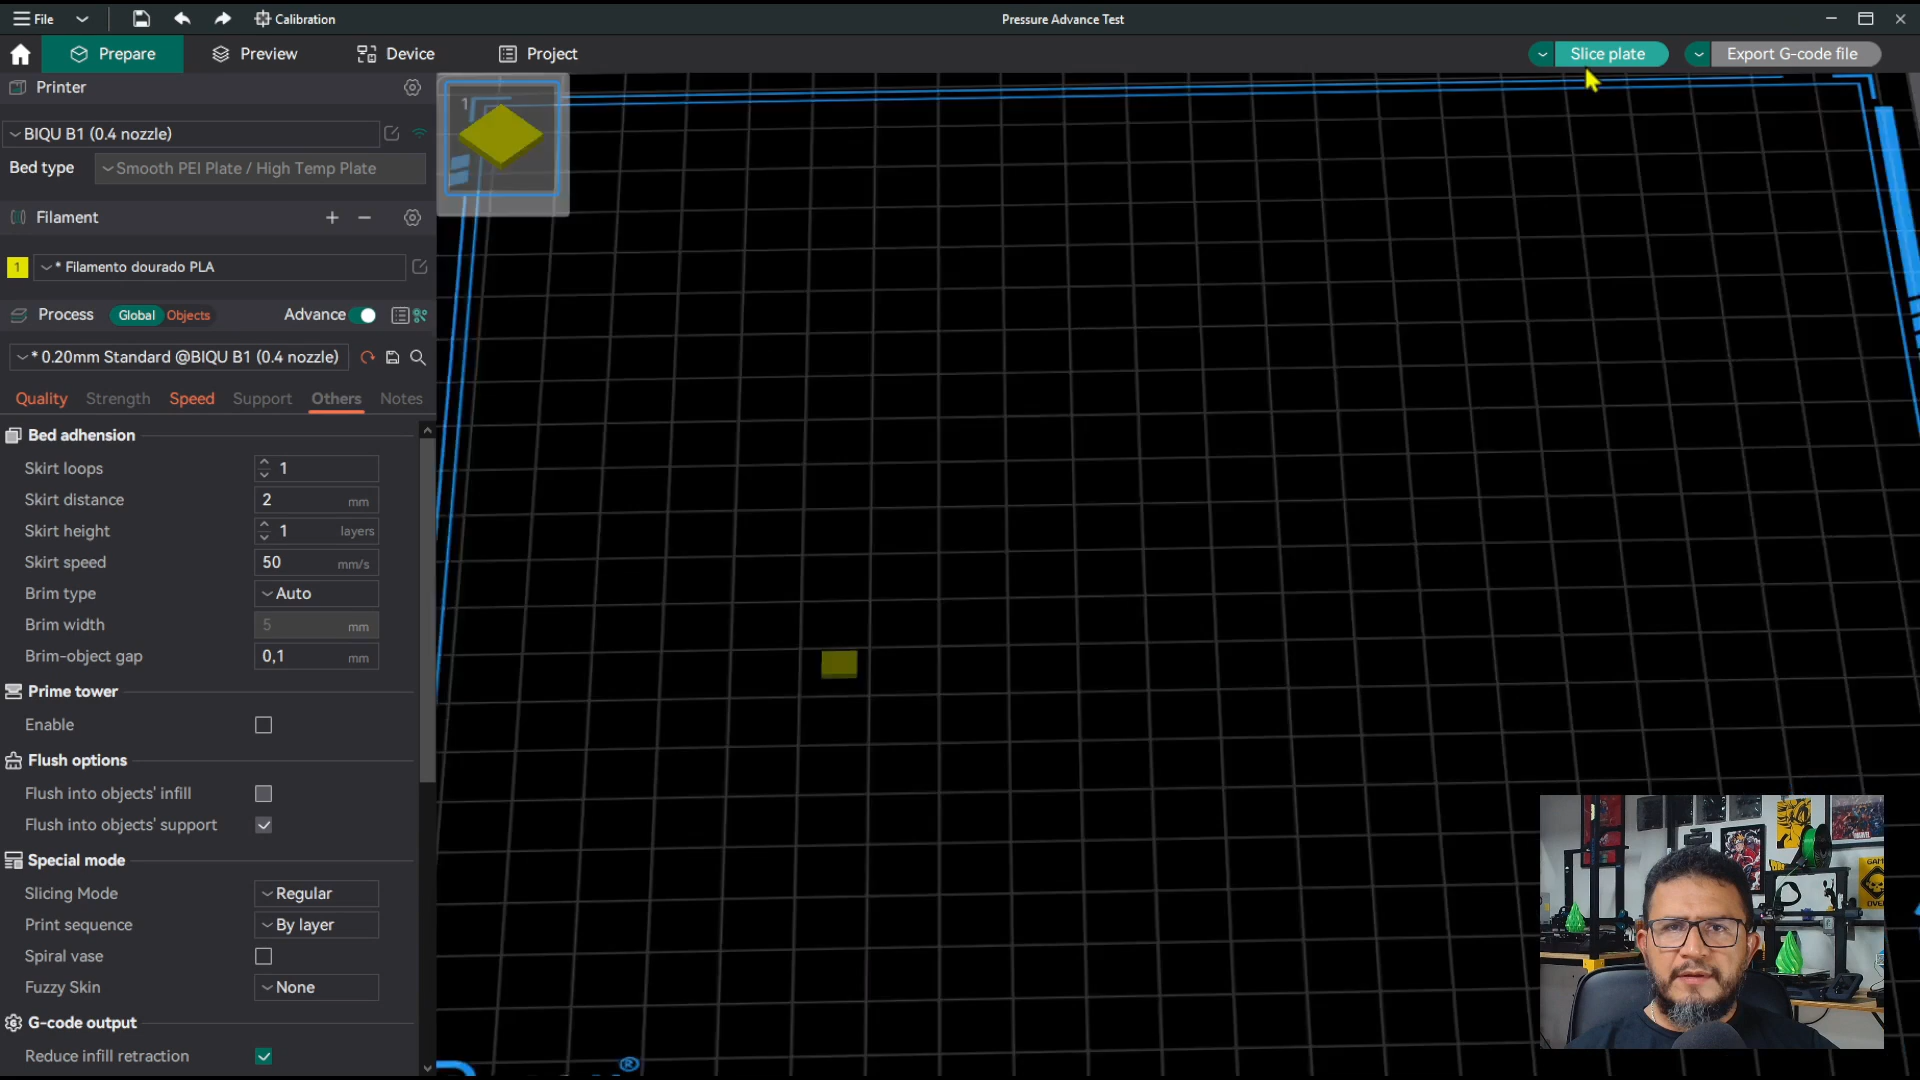 File
Calibration
Pressure Advance Test
Prepare
Preview
Device
Project
Slice plate
Export G-code file
Printer
BIQU B1 (0.4 nozzle)
Bed type
Smooth PEI Plate / High Temp Plate
Filament
1
* Filamento dourado PLA
Process
Global
Objects
Advance
* 0.20mm Standard @BIQU B1 (0.4 nozzle)
Quality
Strength
Speed
Support
Others
Notes
Bed adhension
Skirt loops
1
Skirt distance
2 mm
Skirt height
1 layers
Skirt speed
50 mm/s
Brim type
Auto
Brim width
5 mm
Brim-object gap
0,1 mm
Prime tower
Enable
Flush options
Flush into objects' infill
Flush into objects' support
Special mode
Slicing Mode
Regular
Print sequence
By layer
Spiral vase
Fuzzy Skin
None
G-code output
Reduce infill retraction
1
®